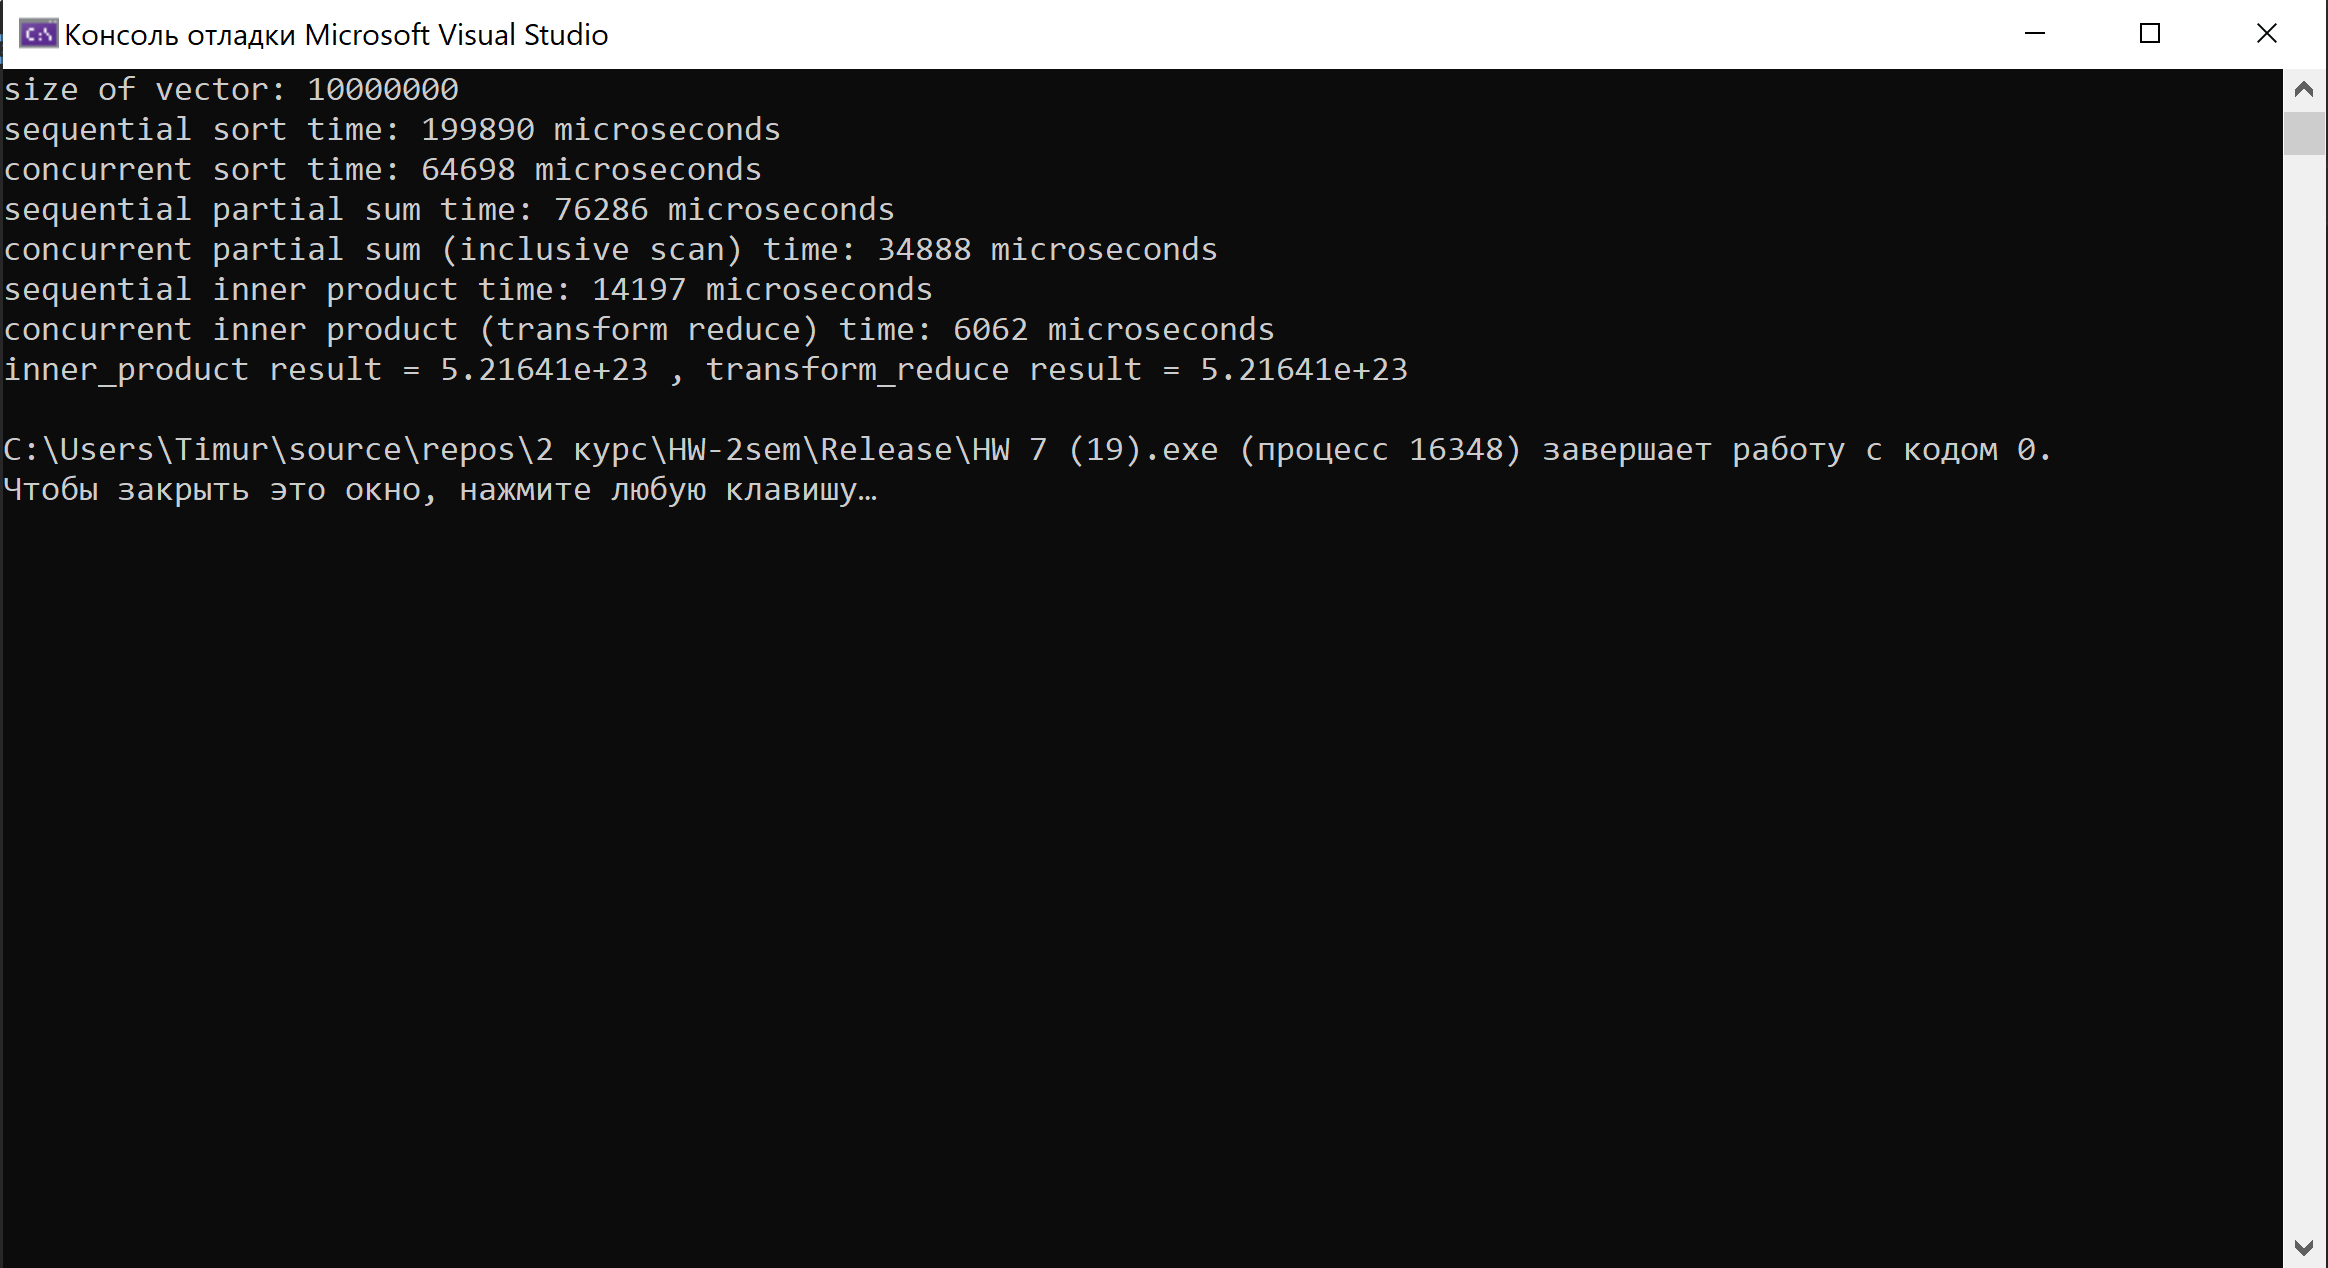 Консоль отладки Microsoft Visual Studio
size of vector: 10000000
sequential sort time: 199890 microseconds
concurrent sort time: 64698 microseconds
sequential partial sum time: 76286 microseconds
concurrent partial sum (inclusive scan) time: 34888 microseconds
sequential inner product time: 14197 microseconds
concurrent inner product (transform reduce) time: 6062 microseconds
inner_product result = 5.21641e+23 , transform_reduce result = 5.21641e+23
C:\Users\Timur\source\repos\2 курс\HW-2sem\Release\HW 7 (19).exe (процесс 16348) завершает работу с кодом 0.
Чтобы закрыть это окно, нажмите любую клавишу…